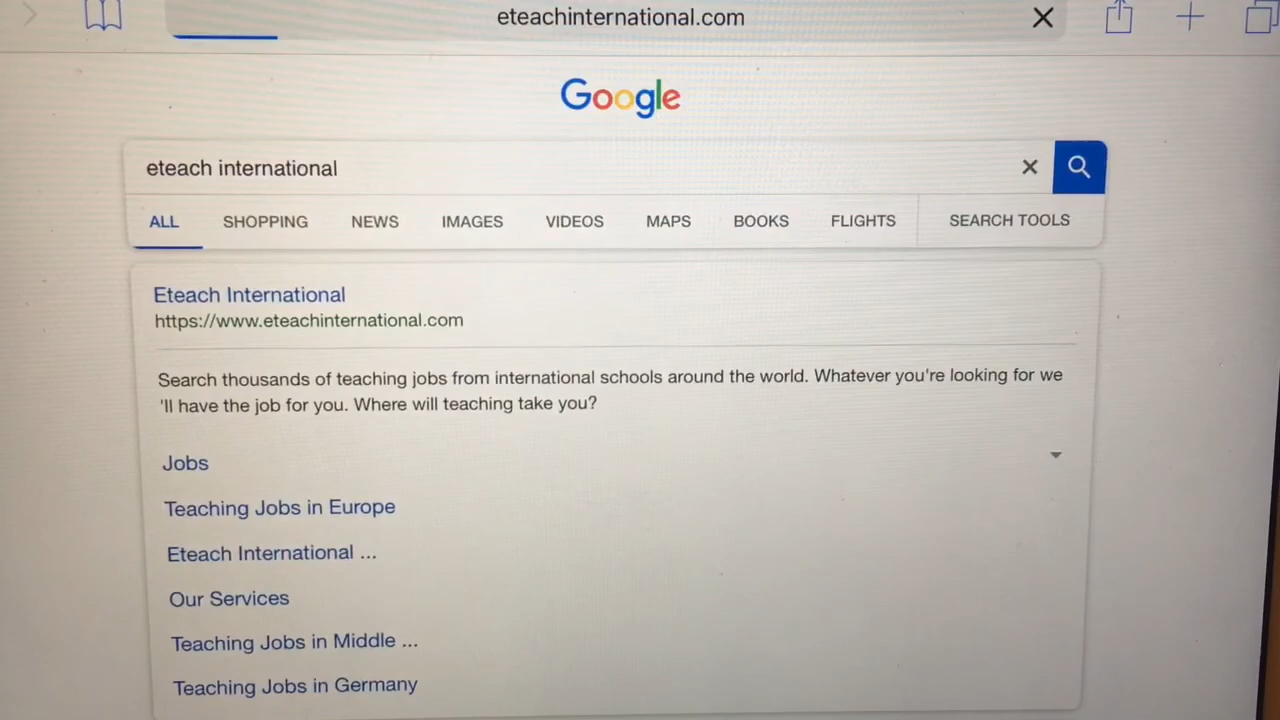 eteachinternational.com
Google
eteach international
ALL SHOPPING NEWS IMAGES VIDEOS MAPS BOOKS FLIGHTS SEARCH TOOLS
Eteach International
https://www.eteachinternational.com
Search thousands of teaching jobs from international schools around the world. Whatever you're looking for we
'll have the job for you. Where will teaching take you?
Jobs
Teaching Jobs in Europe
Eteach International ...
Our Services
Teaching Jobs in Middle ...
Teaching Jobs in Germany